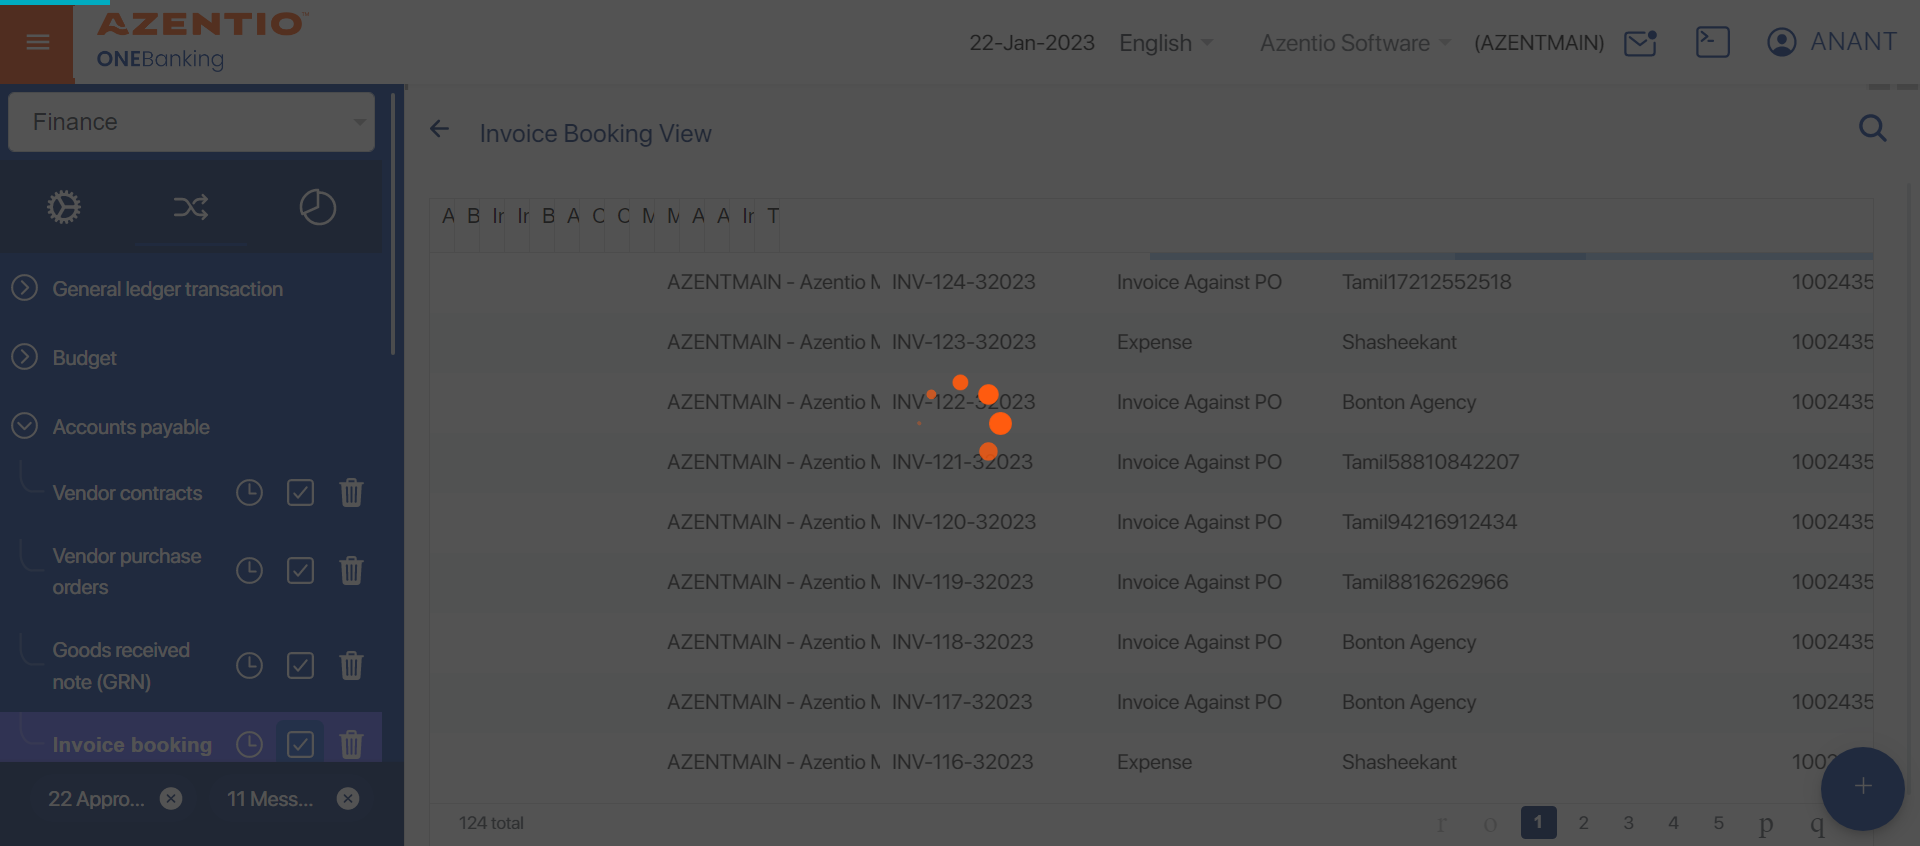 AZENTIO™
ONEBanking
22-Jan-2023 English Azentio Software (AZENTMAIN) ANANT
Finance
Invoice Booking View
General ledger transaction
Budget
Accounts payable
Vendor contracts
Vendor purchase
orders
Goods received
note (GRN)
Invoice booking
22 Appro...
11 Mess...
A B Ir Ir B A C C M M A A Ir T
AZENTMAIN - Azentio M INV-124-32023 Invoice Against PO Tamil17212552518 1002435
AZENTMAIN - Azentio M INV-123-32023 Expense Shasheekant 1002435
AZENTMAIN - Azentio M INV-122-32023 Invoice Against PO Bonton Agency 1002435
AZENTMAIN - Azentio M INV-121-32023 Invoice Against PO Tamil58810842207 1002435
AZENTMAIN - Azentio M INV-120-32023 Invoice Against PO Tamil94216912434 1002435
AZENTMAIN - Azentio M INV-119-32023 Invoice Against PO Tamil8816262966 1002435
AZENTMAIN - Azentio M INV-118-32023 Invoice Against PO Bonton Agency 1002435
AZENTMAIN - Azentio M INV-117-32023 Invoice Against PO Bonton Agency 1002435
AZENTMAIN - Azentio M INV-116-32023 Expense Shasheekant 1002
124 total
r o 1 2 3 4 5 p q